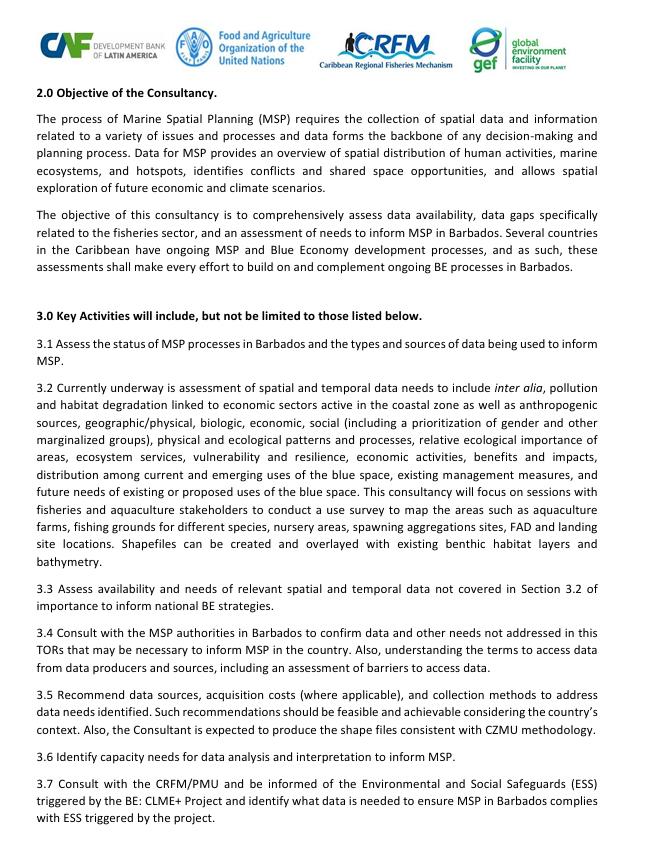 CAF DEVELOPMENT BANK
OF LATIN AMERICA
FAO
Food and Agriculture
Organization of the
United Nations
CRFM
Caribbean Regional Fisheries Mechanism
gef
global
environment
facility
INVESTING IN OUR PLANET
2.0 Objective of the Consultancy.
The process of Marine Spatial Planning (MSP) requires the collection of spatial data and information
related to a variety of issues and processes and data forms the backbone of any decision-making and
planning process. Data for MSP provides an overview of spatial distribution of human activities, marine
ecosystems, and hotspots, identifies conflicts and shared space opportunities, and allows spatial
exploration of future economic and climate scenarios.
The objective of this consultancy is to comprehensively assess data availability, data gaps specifically
related to the fisheries sector, and an assessment of needs to inform MSP in Barbados. Several countries
in the Caribbean have ongoing MSP and Blue Economy development processes, and as such, these
assessments shall make every effort to build on and complement ongoing BE processes in Barbados.
3.0 Key Activities will include, but not be limited to those listed below.
3.1 Assess the status of MSP processes in Barbados and the types and sources of data being used to inform
MSP.
3.2 Currently underway is assessment of spatial and temporal data needs to include inter alia, pollution
and habitat degradation linked to economic sectors active in the coastal zone as well as anthropogenic
sources, geographic/physical, biologic, economic, social (including a prioritization of gender and other
marginalized groups), physical and ecological patterns and processes, relative ecological importance of
areas, ecosystem services, vulnerability and resilience, economic activities, benefits and impacts,
distribution among current and emerging uses of the blue space, existing management measures, and
future needs of existing or proposed uses of the blue space. This consultancy will focus on sessions with
fisheries and aquaculture stakeholders to conduct a use survey to map the areas such as aquaculture
farms, fishing grounds for different species, nursery areas, spawning aggregations sites, FAD and landing
site locations. Shapefiles can be created and overlayed with existing benthic habitat layers and
bathymetry.
3.3 Assess availability and needs of relevant spatial and temporal data not covered in Section 3.2 of
importance to inform national BE strategies.
3.4 Consult with the MSP authorities in Barbados to confirm data and other needs not addressed in this
TORs that may be necessary to inform MSP in the country. Also, understanding the terms to access data
from data producers and sources, including an assessment of barriers to access data.
3.5 Recommend data sources, acquisition costs (where applicable), and collection methods to address
data needs identified. Such recommendations should be feasible and achievable considering the country's
context. Also, the Consultant is expected to produce the shape files consistent with CZMU methodology.
3.6 Identify capacity needs for data analysis and interpretation to inform MSP.
3.7 Consult with the CRFM/PMU and be informed of the Environmental and Social Safeguards (ESS)
triggered by the BE: CLME+ Project and identify what data is needed to ensure MSP in Barbados complies
with ESS triggered by the project.